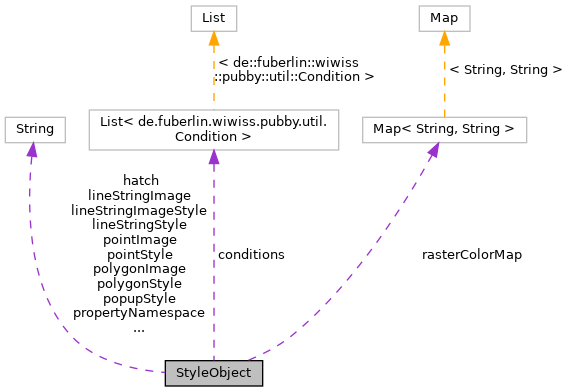 List
Map
< de::fuberlin::wiwiss
::pubby::util::Condition >
< String, String >
String
List< de.fuberlin.wiwiss.pubby.util.
Condition >
Map< String, String >
hatch
lineStringImage
lineStringImageStyle
lineStringStyle
pointImage
pointStyle
polygonImage
polygonStyle
popupStyle
propertyNamespace
...
conditions
rasterColorMap
StyleObject